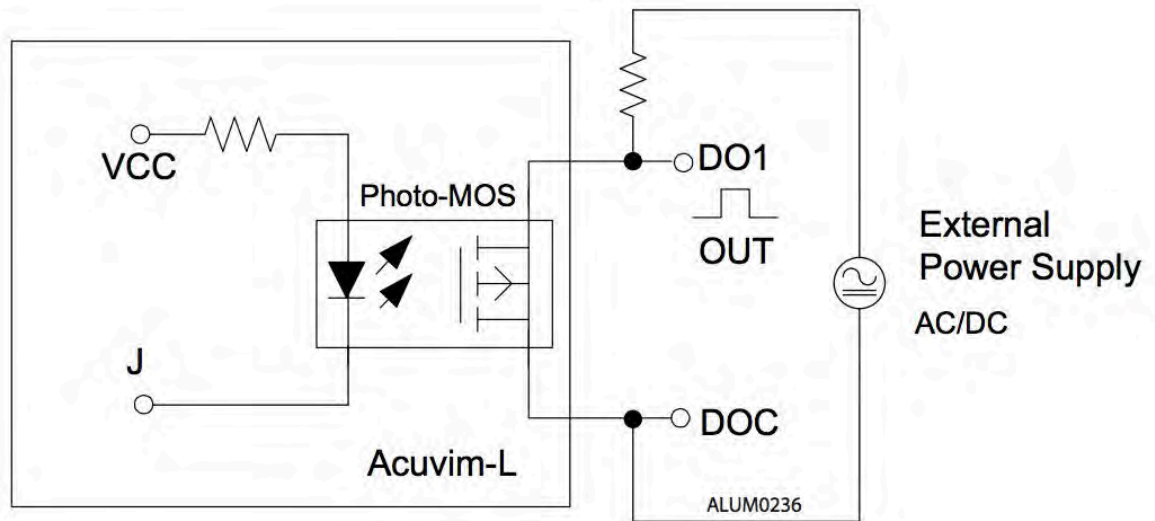 VCC
Photo-MOS
DO1
OUT
External
Power Supply
AC/DC
J
DOC
Acuvim-L
ALUM0236